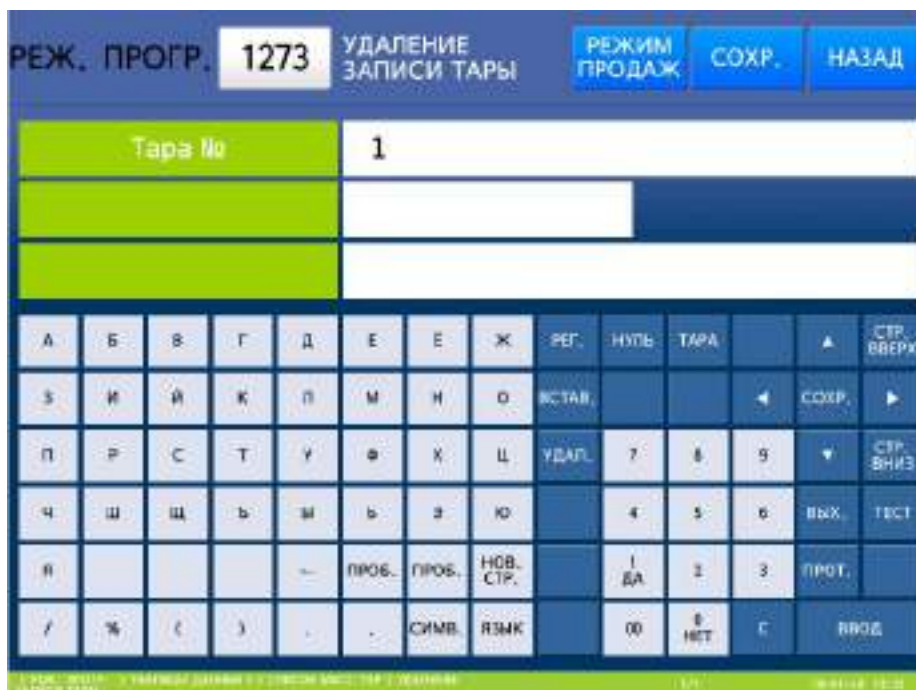 РЕЖ. ПРОГР. 1273 УДАЛЕНИЕ ЗАПИСИ ТАРЫ РЕЖИМ ПРОДАЖ СОХР. НАЗАД
Тара № 1
А Б В Г Д Е Ё Ж РЕГ. НУЛЬ ТАРА ▲ СТР. ВВЕРХ
З И Й К Л М Н О ВСТАВ. ◀ СОХР. ▶
П Р С Т У Ф Х Ц УДАЛ. 7 8 9 ▼ СТР. ВНИЗ
Ч Ш Щ Ъ Ы Ь Э Ю 4 5 6 ВЫХ. ТЕСТ
Я ← ПРОБ. ПРОБ. НОВ. СТР. 1 ДА 2 3 ПРОТ.
/ % ( ) . СИМВ. ЯЗЫК 00 0 НЕТ С ВВОД
1/1